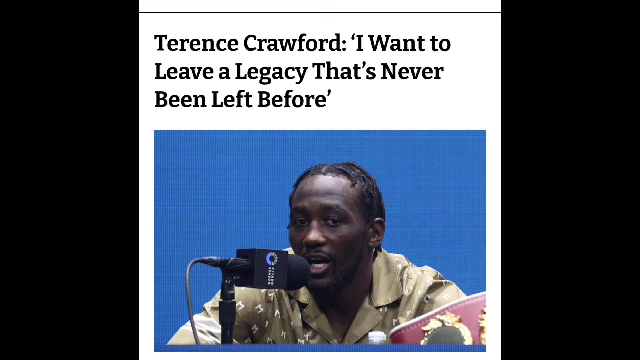 Terence Crawford: ‘I Want to
Leave a Legacy That’s Never
Been Left Before’